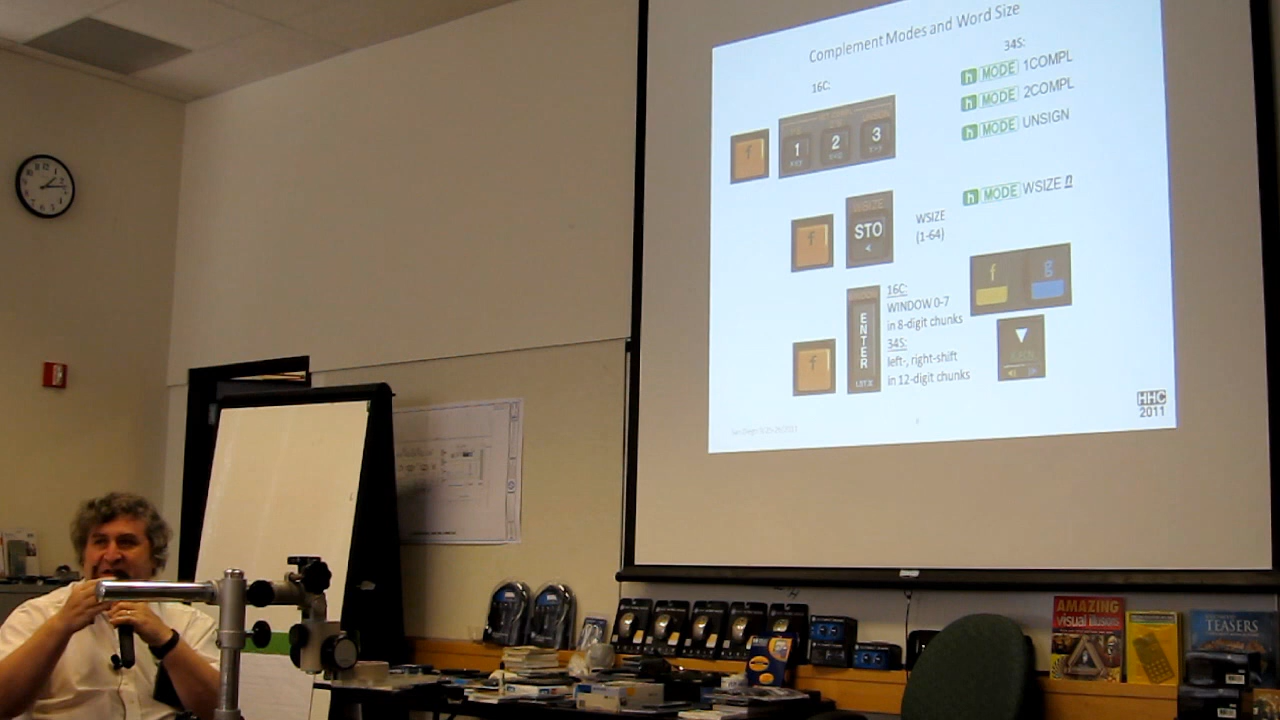 Complement Modes and Word Size
16C:
34S:
h MODE 1COMPL
h MODE 2COMPL
h MODE UNSIGN
f
1 2 3
h MODE WSIZE n
f
WSIZE
STO
WSIZE
(1-64)
f g
16C:
WINDOW 0-7
in 8-digit chunks
34S:
left-, right-shift
in 12-digit chunks
f
ENTER
HHC
2011
AMAZING
visual illusions
TEASERS